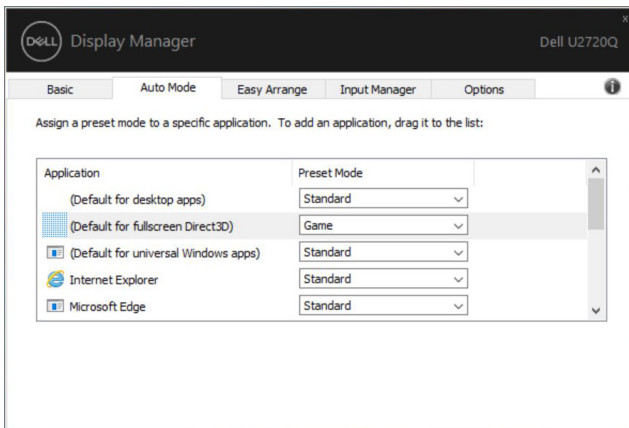 x
DELL Display Manager
Dell U2720Q
Basic Auto Mode Easy Arrange Input Manager Options i
Assign a preset mode to a specific application. To add an application, drag it to the list:
Application Preset Mode
(Default for desktop apps) Standard
(Default for fullscreen Direct3D) Game
(Default for universal Windows apps) Standard
Internet Explorer Standard
Microsoft Edge Standard